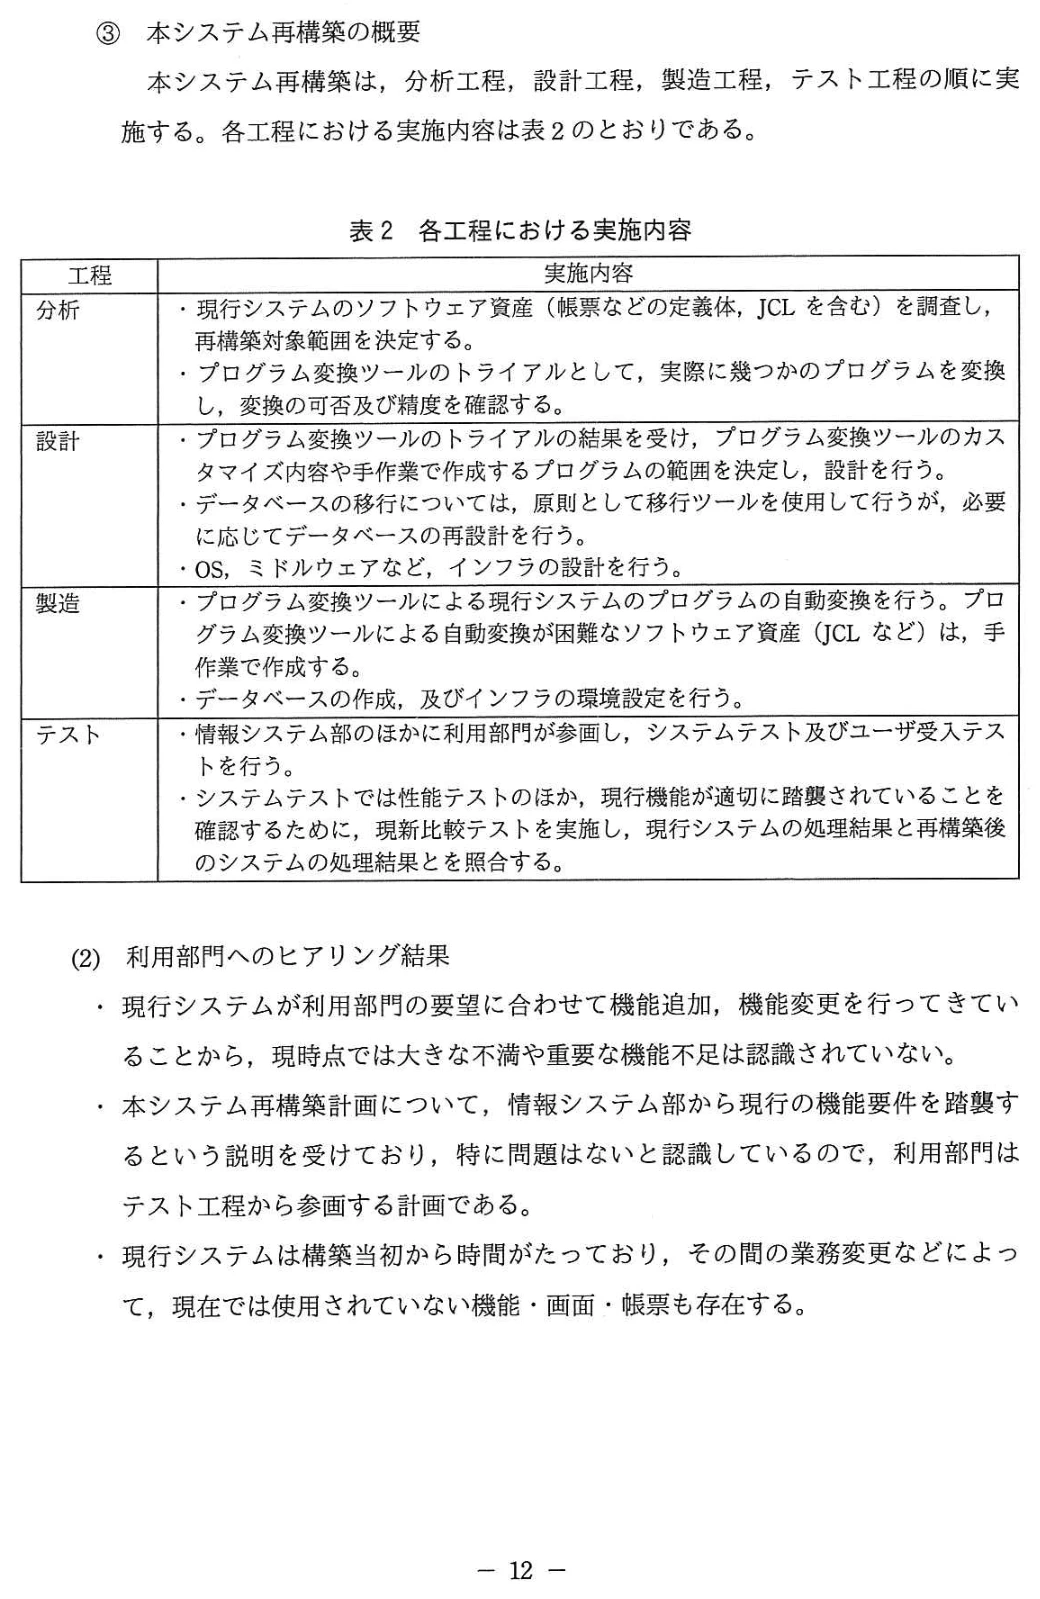 ③　本システム再構築の概要
本システム再構築は，分析工程，設計工程，製造工程，テスト工程の順に実
施する。各工程における実施内容は表2のとおりである。
表2　各工程における実施内容
工程　実施内容
分析　・現行システムのソフトウェア資産（帳票などの定義体，JCL を含む）を調査し，
再構築対象範囲を決定する。
・プログラム変換ツールのトライアルとして，実際に幾つかのプログラムを変換
し，変換の可否及び精度を確認する。
設計　・プログラム変換ツールのトライアルの結果を受け，プログラム変換ツールのカス
タマイズ内容や手作業で作成するプログラムの範囲を決定し，設計を行う。
・データベースの移行については，原則として移行ツールを使用して行うが，必要
に応じてデータベースの再設計を行う。
・OS，ミドルウェアなど，インフラの設計を行う。
製造　・プログラム変換ツールによる現行システムのプログラムの自動変換を行う。プロ
グラム変換ツールによる自動変換が困難なソフトウェア資産（JCL など）は，手
作業で作成する。
・データベースの作成，及びインフラの環境設定を行う。
テスト　・情報システム部のほかに利用部門が参画し，システムテスト及びユーザ受入テス
トを行う。
・システムテストでは性能テストのほか，現行機能が適切に踏襲されていることを
確認するために，現新比較テストを実施し，現行システムの処理結果と再構築後
のシステムの処理結果とを照合する。
(2)　利用部門へのヒアリング結果
・ 現行システムが利用部門の要望に合わせて機能追加，機能変更を行ってきてい
ることから，現時点では大きな不満や重要な機能不足は認識されていない。
・ 本システム再構築計画について，情報システム部から現行の機能要件を踏襲す
るという説明を受けており，特に問題はないと認識しているので，利用部門は
テスト工程から参画する計画である。
・ 現行システムは構築当初から時間がたっており，その間の業務変更などによっ
て，現在では使用されていない機能・画面・帳票も存在する。
－ 12 －